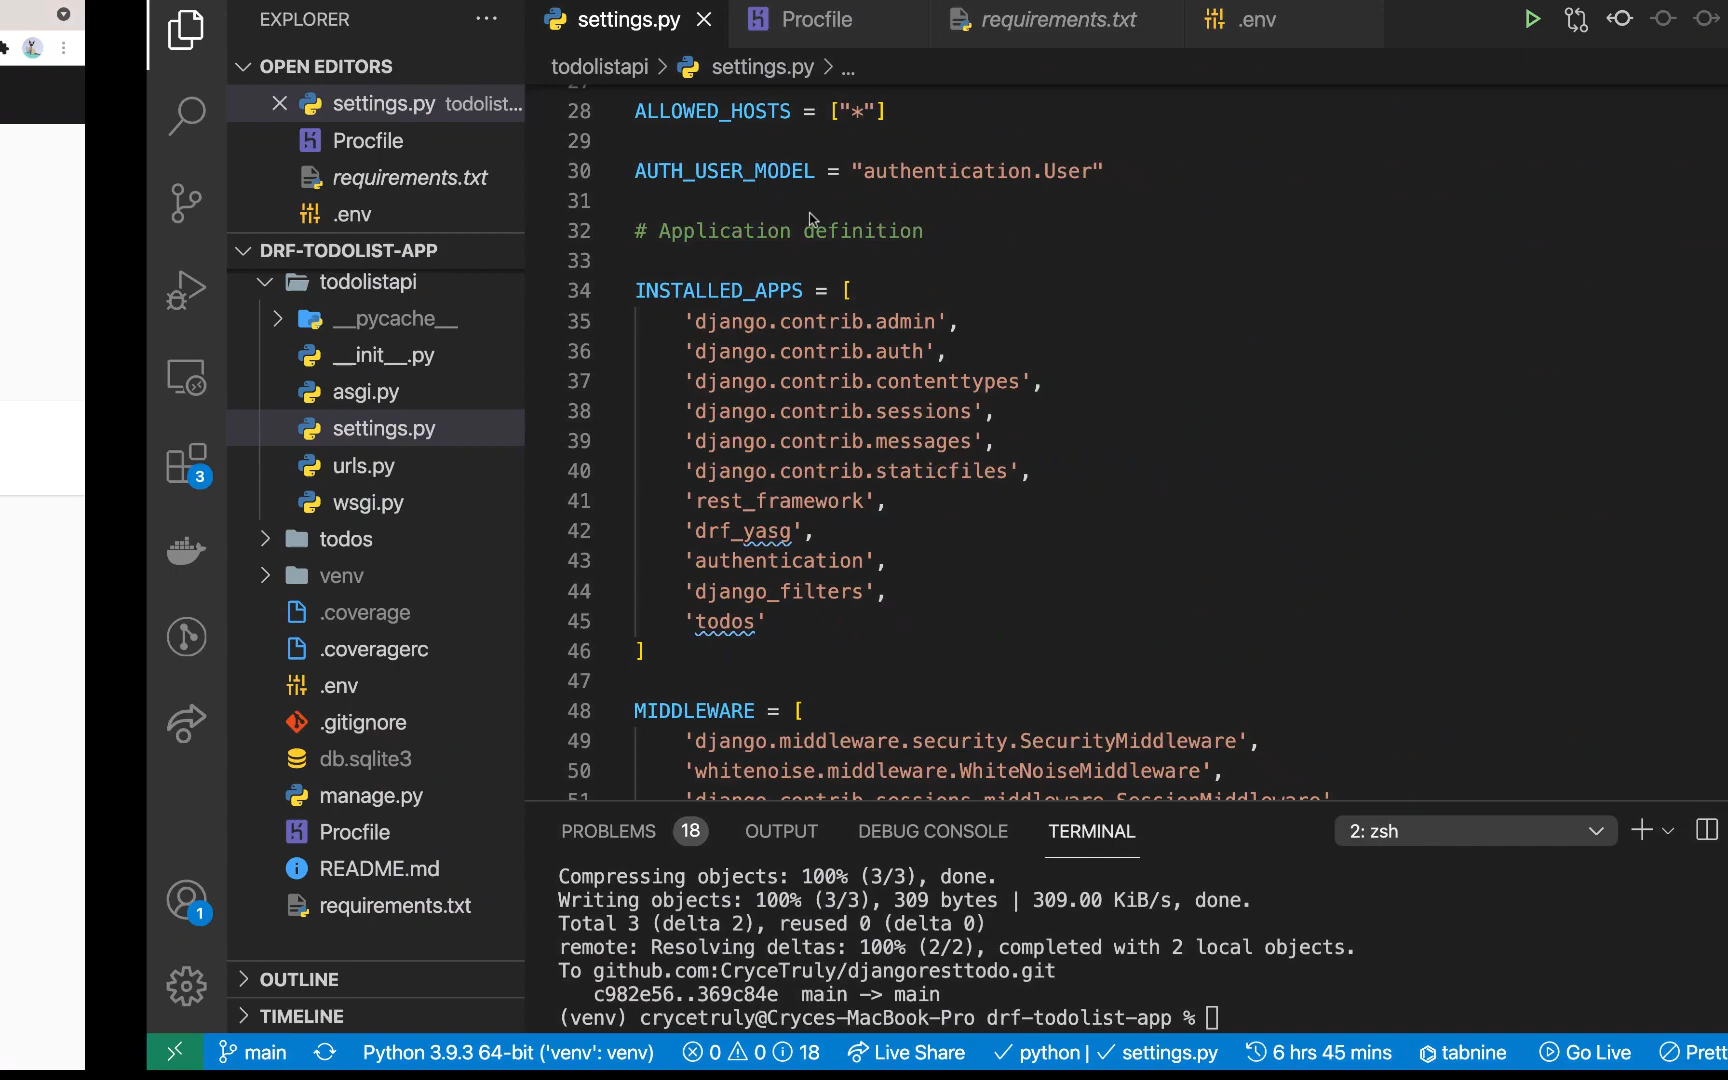 EXPLORER
OPEN EDITORS
settings.py todolist...
Procfile
requirements.txt
.env
DRF-TODOLIST-APP
todolistapi
__pycache__
__init__.py
asgi.py
settings.py
urls.py
wsgi.py
todos
venv
.coverage
.coveragerc
.env
.gitignore
db.sqlite3
manage.py
Procfile
README.md
requirements.txt
OUTLINE
TIMELINE
3
1
settings.py Procfile requirements.txt .env
todolistapi > settings.py > ...
28 ALLOWED_HOSTS = ["*"]
29
30 AUTH_USER_MODEL = "authentication.User"
31
32 # Application definition
33
34 INSTALLED_APPS = [
35 'django.contrib.admin',
36 'django.contrib.auth',
37 'django.contrib.contenttypes',
38 'django.contrib.sessions',
39 'django.contrib.messages',
40 'django.contrib.staticfiles',
41 'rest_framework',
42 'drf_yasg',
43 'authentication',
44 'django_filters',
45 'todos'
46 ]
47
48 MIDDLEWARE = [
49 'django.middleware.security.SecurityMiddleware',
50 'whitenoise.middleware.WhiteNoiseMiddleware',
51 'django.contrib.sessions.middleware.SessionMiddleware'
PROBLEMS 18 OUTPUT DEBUG CONSOLE TERMINAL 2: zsh
Compressing objects: 100% (3/3), done.
Writing objects: 100% (3/3), 309 bytes | 309.00 KiB/s, done.
Total 3 (delta 2), reused 0 (delta 0)
remote: Resolving deltas: 100% (2/2), completed with 2 local objects.
To github.com:CryceTruly/djangoresttodo.git
c982e56..369c84e main -> main
(venv) crycetruly@Cryces-MacBook-Pro drf-todolist-app %
main Python 3.9.3 64-bit ('venv': venv) 0 0 18 Live Share python | settings.py 6 hrs 45 mins tabnine Go Live Prett